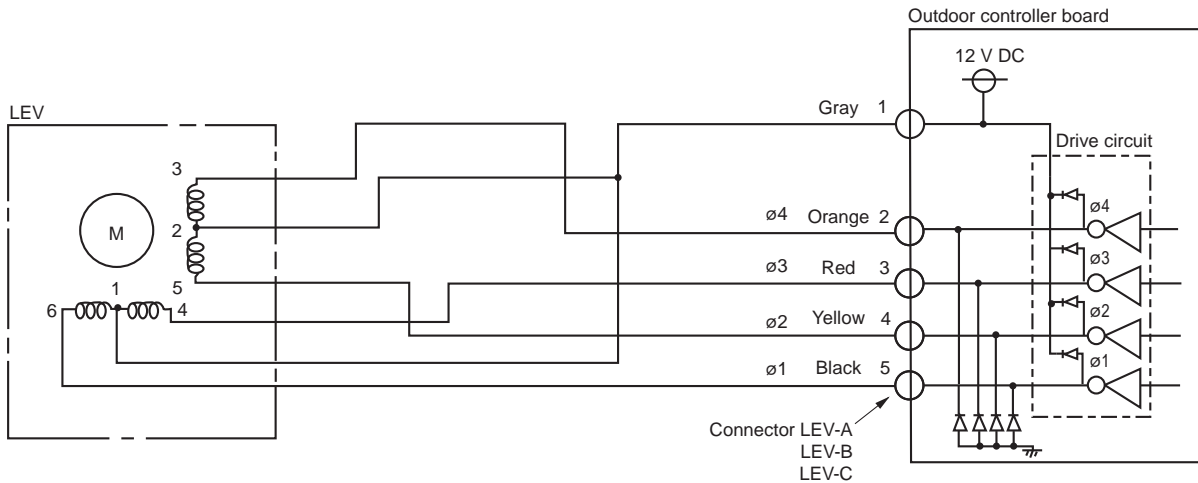 Outdoor controller board
12 V DC
LEV
Gray 1
Drive circuit
3
ø4 Orange 2
ø4
M
2
ø3 Red 3
ø3
1
5
6
4
ø2 Yellow 4
ø2
ø1 Black 5
ø1
Connector LEV-A
LEV-B
LEV-C